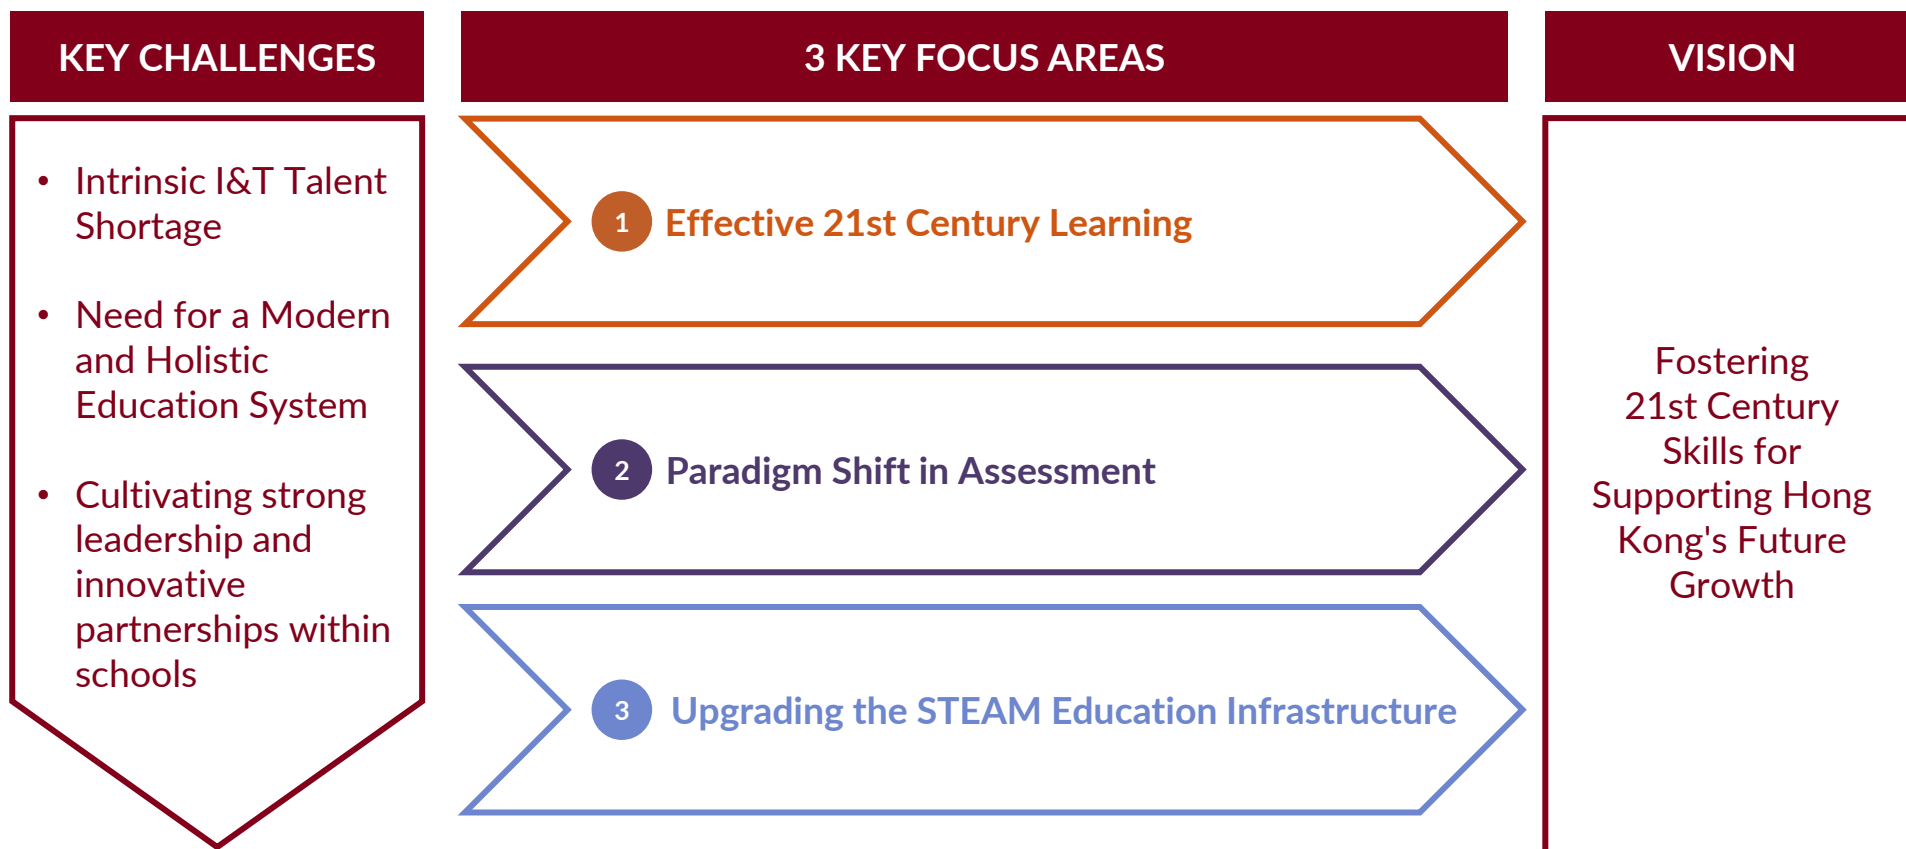 KEY CHALLENGES
• Intrinsic I&T Talent
Shortage
• Need for a Modern
and Holistic
Education System
• Cultivating strong
leadership and
innovative
partnerships within
schools
3 KEY FOCUS AREAS
1 Effective 21st Century Learning
2 Paradigm Shift in Assessment
3 Upgrading the STEAM Education Infrastructure
VISION
Fostering
21st Century
Skills for
Supporting Hong
Kong's Future
Growth